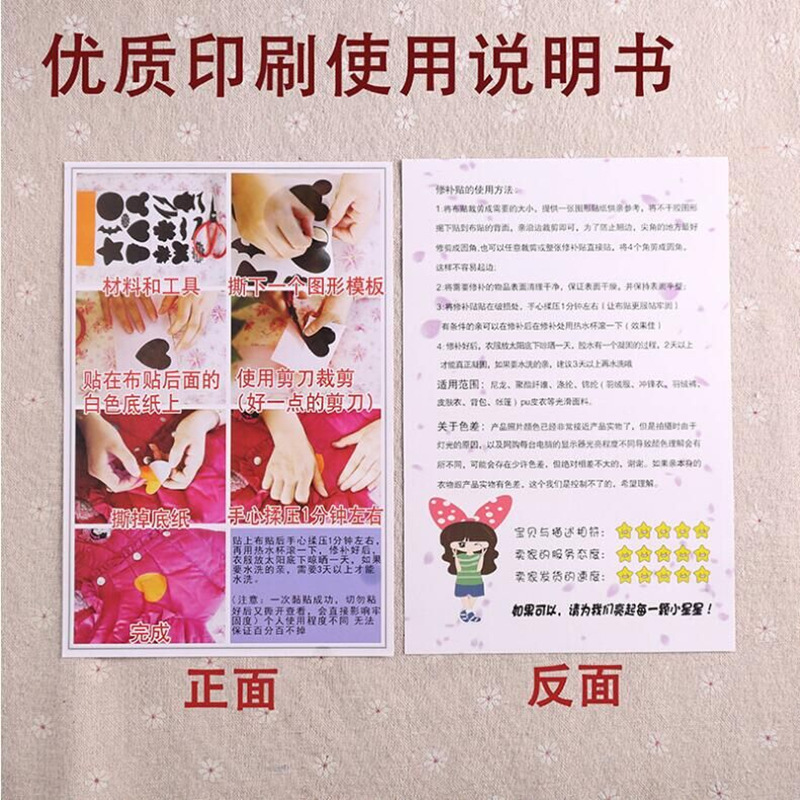 优质印刷使用说明书
材料和工具
撕下一个图形模板
贴在布贴后面的
白色底纸上
使用剪刀裁剪
（好一点的剪刀）
撕掉底纸
手心揉压1分钟左右
完成
贴上布贴后手心揉压1分钟左右，
再用热水杯滚一下，修补好后，
衣服放太阳底下晾晒一天，如果
要水洗的亲，需要3天以上才能
水洗。
（注意：一次黏贴成功，切勿粘
好后又撕开查看，会直接影响牢
固度）个人使用程度不同 无法
保证百分百不掉
修补贴的使用方法：
1:将布贴裁剪成需要的大小，提供一张图形贴纸供亲参考，将不干胶图形
撕下贴到布贴的背面，亲沿边裁剪即可，为了防止翘边，尖角的地方最好
修剪成圆角,也可以任意裁剪或整张修补贴直接贴，将4个角剪成圆角，
这样不容易起边；
2:将需要修补的物品表面清理干净，保证表面干燥，并保持表面平整；
3:将修补贴贴在破损处，手心揉压1分钟左右（让布贴更服帖牢固）
有条件的亲可以在修补后在修补处用热水杯滚一下（效果佳）
4: 修补好后，衣服放太阳底下晾晒一天，胶水有一个凝固的过程，2天以上
才能真正凝固，如果要水洗的亲，建议3天以上再水洗哦
适用范围：尼龙、聚酯纤维、涤纶、锦纶（羽绒服、冲锋衣、羽绒裤、
皮肤衣、背包、帐篷）pu皮衣等光滑面料。
关于色差：产品照片颜色已经非常接近产品实物了，但是拍摄时由于
灯光的原因，以及网购每台电脑的显示器光亮程度不同导致颜色理解会有
所不同，可能会存在少许色差，但绝对相差不大的，谢谢。如果亲本身的
衣物跟产品实物有色差，这个我们是控制不了的，希望理解。
宝贝与描述相符：
卖家的服务态度：
卖家发货的速度：
如果可以，请为我们亮起每一颗小星星！
正面
反面